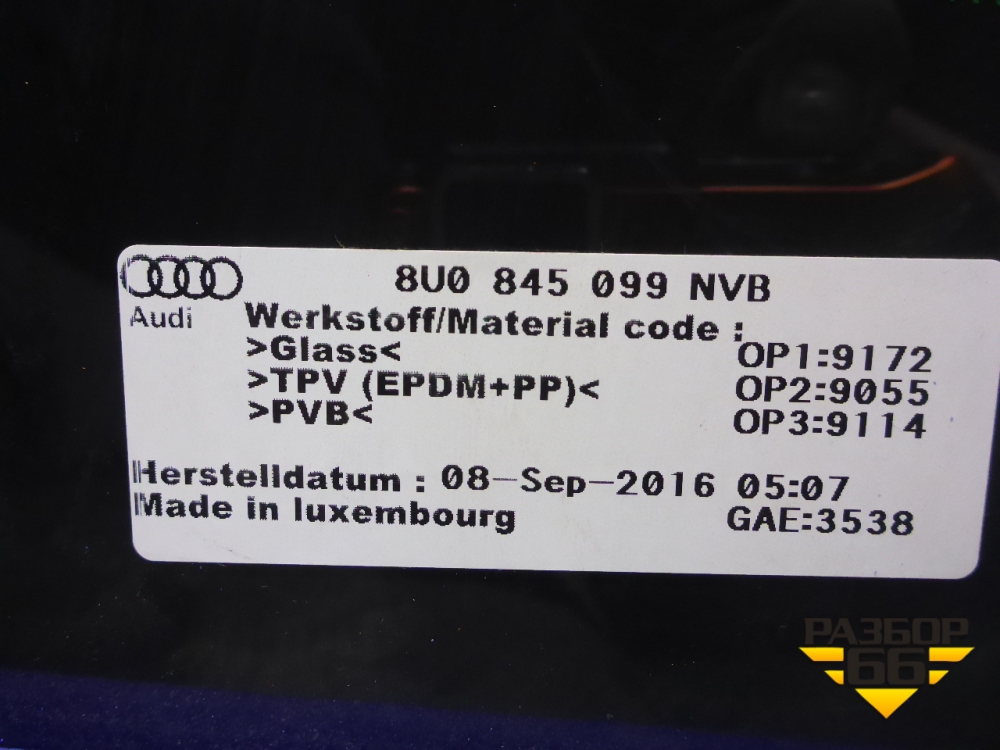 8U0 845 099 NVB
Audi
Werkstoff/Material code :
>Glass< OP1:9172
>TPV (EPDM+PP)< OP2:9055
>PVB< OP3:9114
Herstelldatum : 08-Sep-2016 05:07
Made in luxembourg GAE:3538
РАЗБОР
66